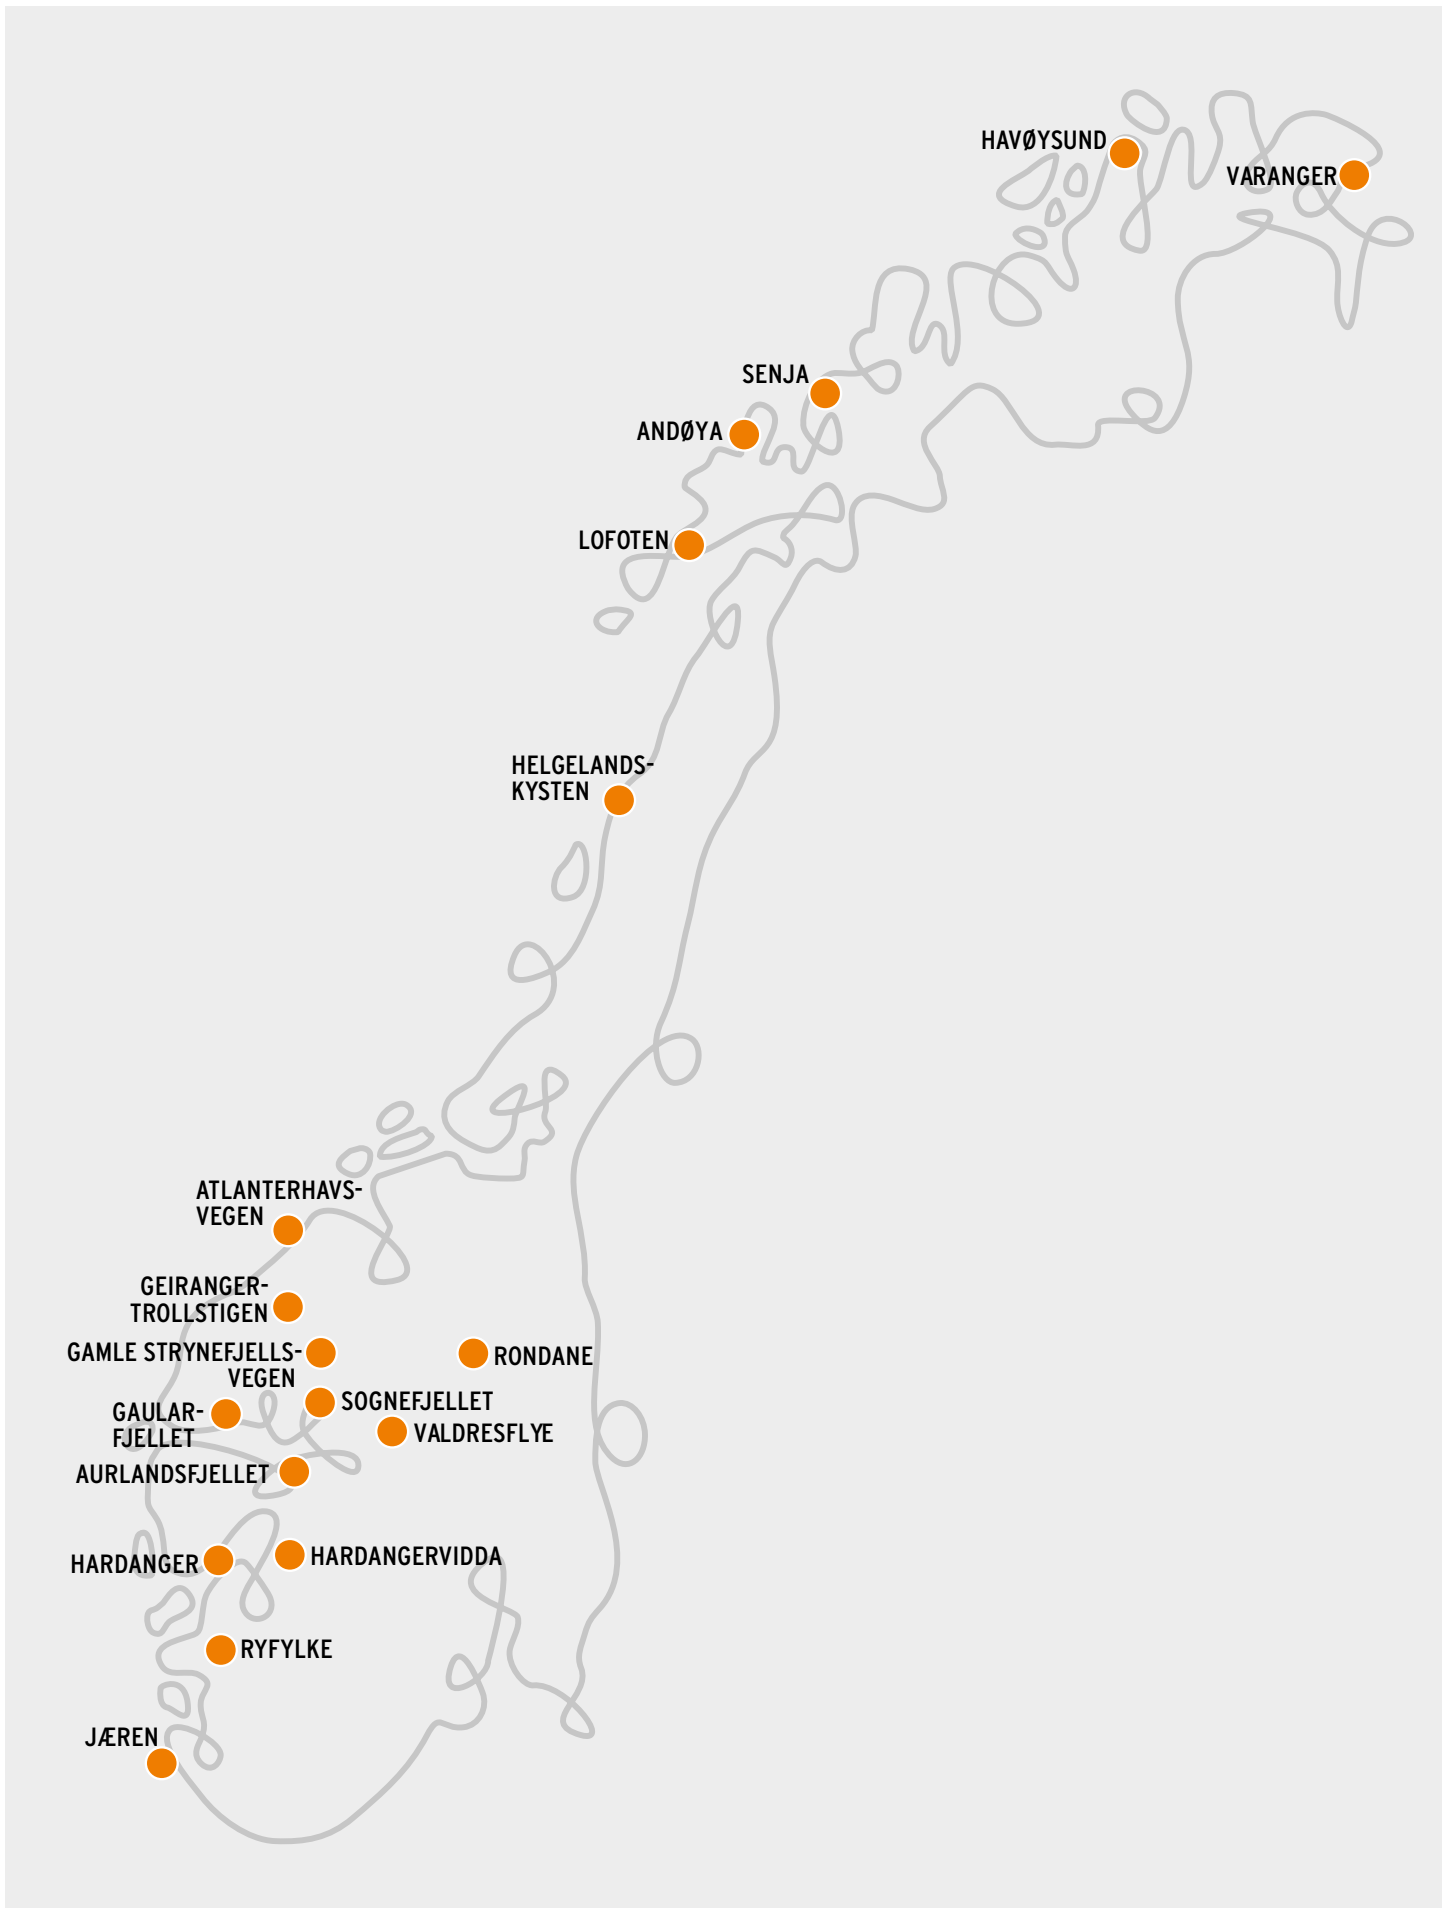 HAVØYSUND
VARANGER
SENJA
ANDØYA
LOFOTEN
HELGELANDS-
KYSTEN
ATLANTERHAVS-
VEGEN
GEIRANGER-
TROLLSTIGEN
GAMLE STRYNEFJELLS-
VEGEN
RONDANE
SOGNEFJELLET
GAULAR-
FJELLET
VALDRESFLYE
AURLANDSFJELLET
HARDANGER
HARDANGERVIDDA
RYFYLKE
JÆREN